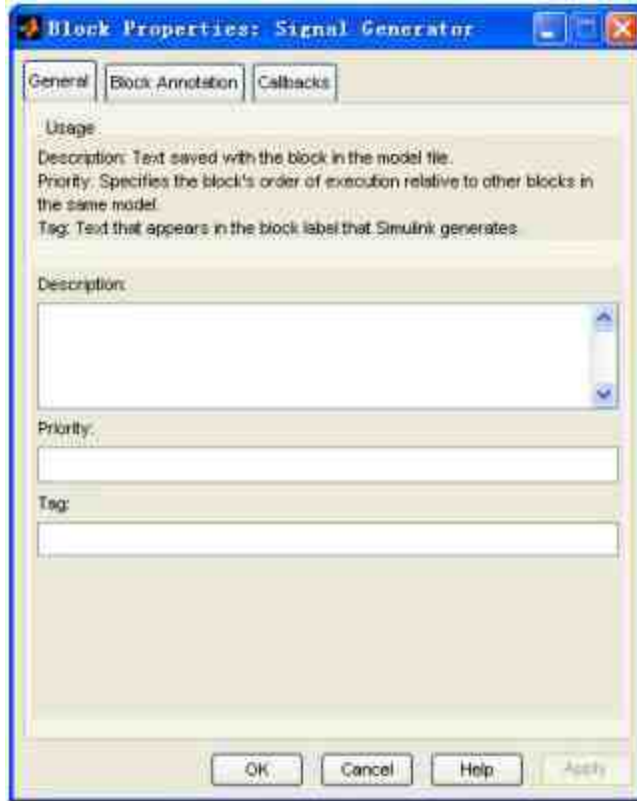 Block Properties: Signal Generator
General
Block Annotation
Callbacks
Usage
Description: Text saved with the block in the model file.
Priority: Specifies the block's order of execution relative to other blocks in
the same model.
Tag: Text that appears in the block label that Simulink generates.
Description:
Priority:
Tag:
OK
Cancel
Help
Apply